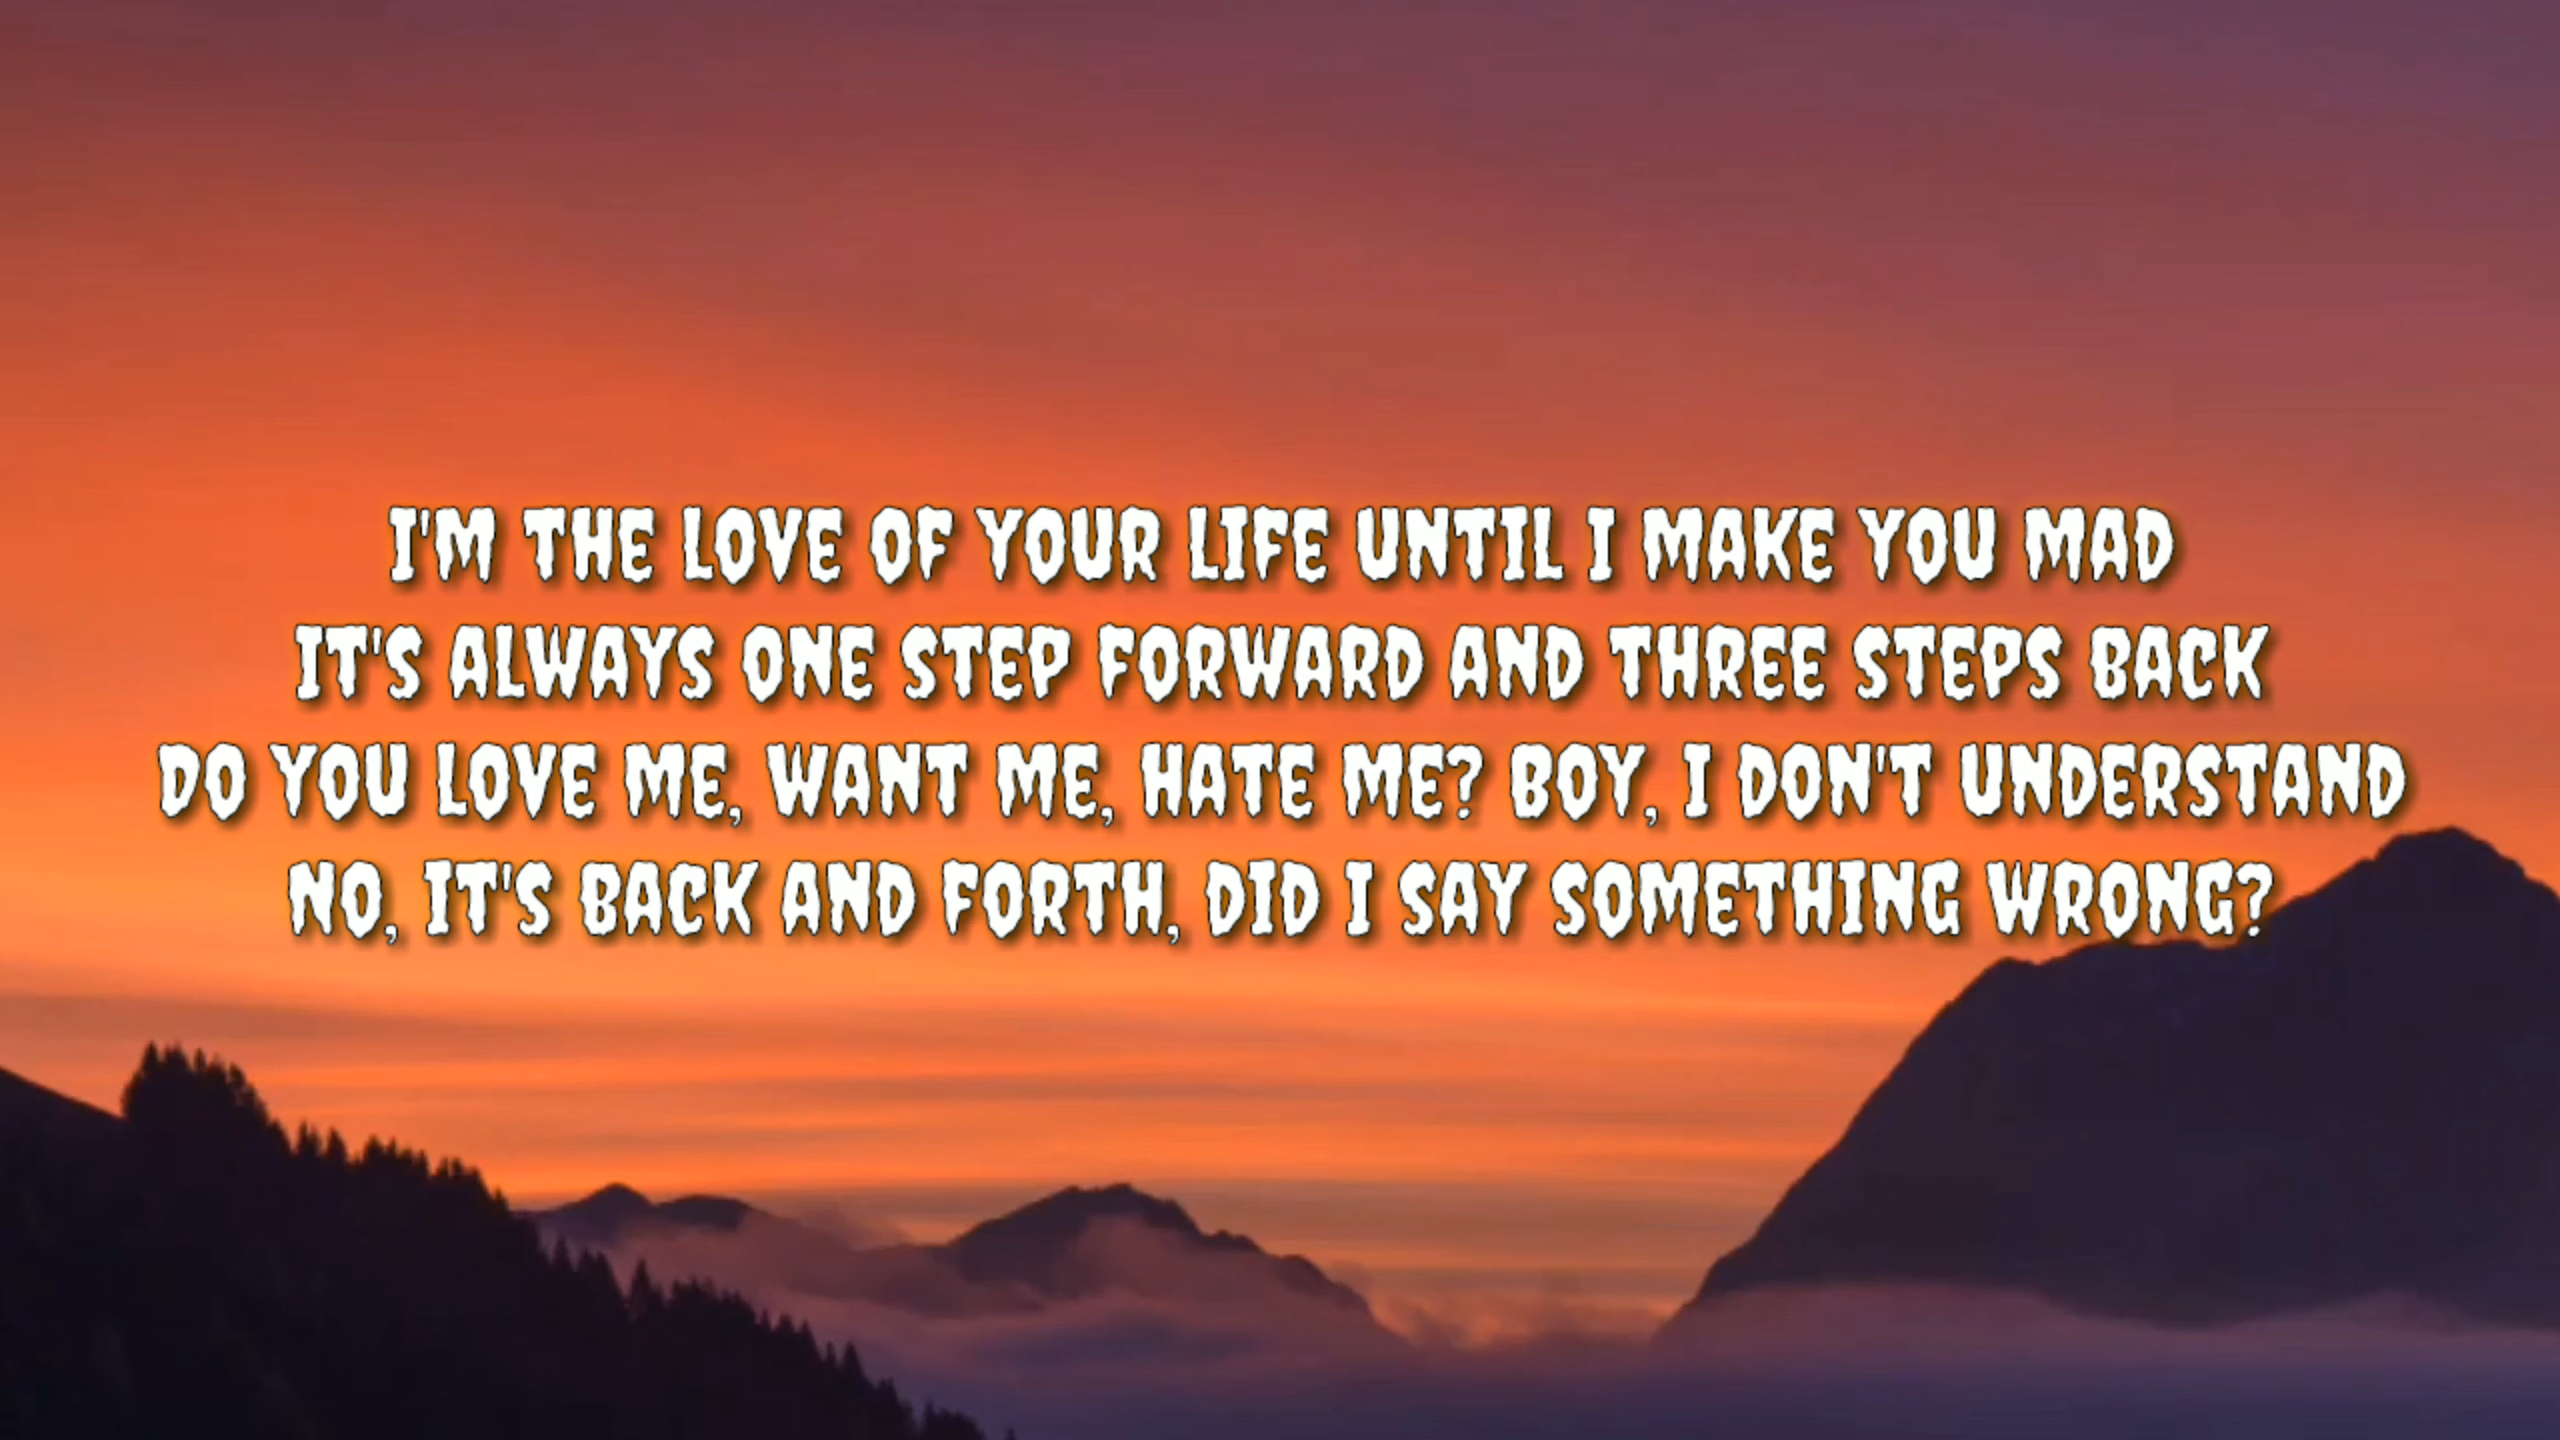 I'M THE LOVE OF YOUR LIFE UNTIL I MAKE YOU MAD
IT'S ALWAYS ONE STEP FORWARD AND THREE STEPS BACK
DO YOU LOVE ME, WANT ME, HATE ME? BOY, I DON'T UNDERSTAND
NO, IT'S BACK AND FORTH, DID I SAY SOMETHING WRONG?